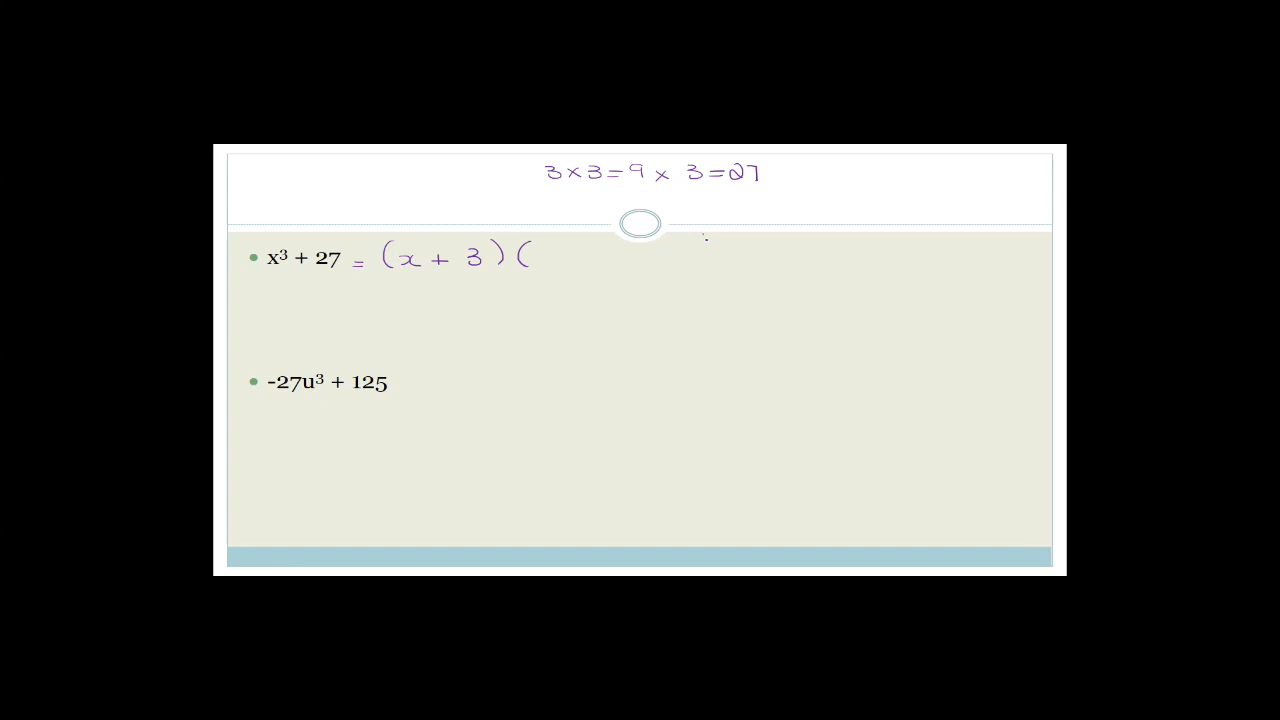 3×3=9 × 3=27
• x³ + 27 = (x + 3)(
• -27u³ + 125